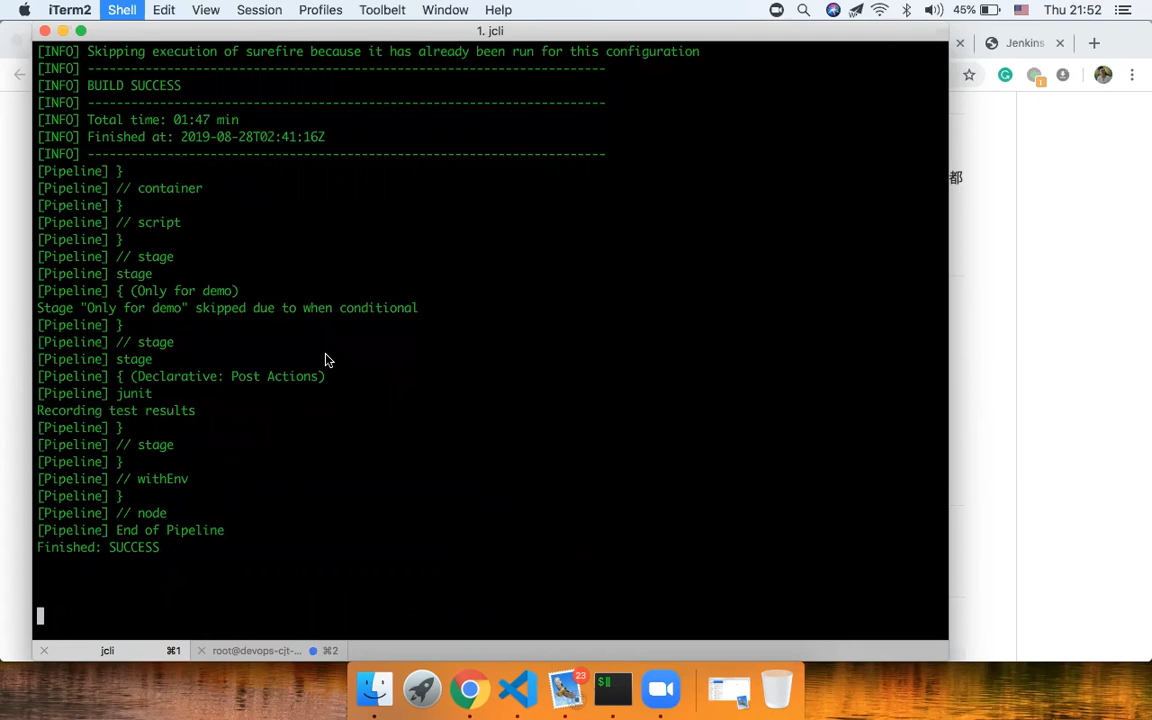 iTerm2 Shell Edit View Session Profiles Toolbelt Window Help 45% Thu 21:52
1. jcli
Jenkins
[INFO] Skipping execution of surefire because it has already been run for this configuration
[INFO] ------------------------------------------------------------------------
[INFO] BUILD SUCCESS
[INFO] ------------------------------------------------------------------------
[INFO] Total time: 01:47 min
[INFO] Finished at: 2019-08-28T02:41:16Z
[INFO] ------------------------------------------------------------------------
[Pipeline] }
[Pipeline] // container
[Pipeline] }
[Pipeline] // script
[Pipeline] }
[Pipeline] // stage
[Pipeline] stage
[Pipeline] { (Only for demo)
Stage "Only for demo" skipped due to when conditional
[Pipeline] }
[Pipeline] // stage
[Pipeline] stage
[Pipeline] { (Declarative: Post Actions)
[Pipeline] junit
Recording test results
[Pipeline] }
[Pipeline] // stage
[Pipeline] }
[Pipeline] // withEnv
[Pipeline] }
[Pipeline] // node
[Pipeline] End of Pipeline
Finished: SUCCESS
都
jcli ⌘1 root@devops-cjt-... ⌘2
23